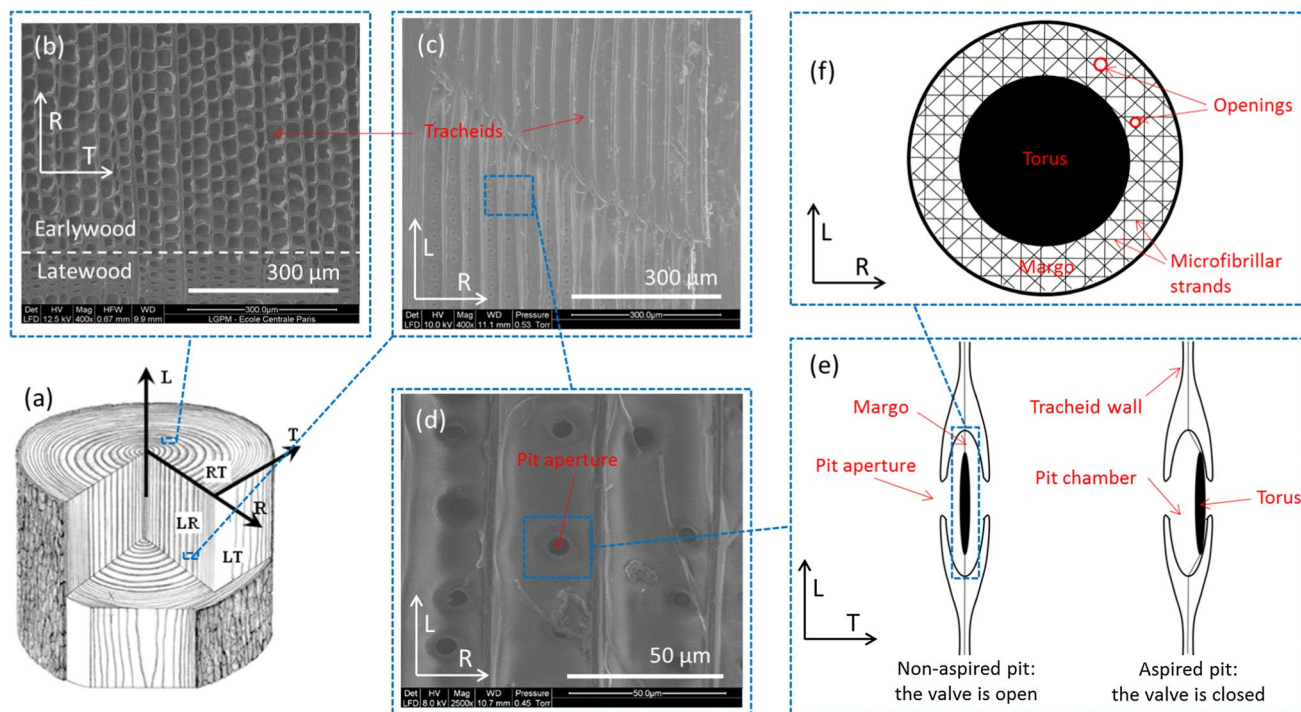 (b)
R
T
Earlywood
Latewood
300 µm
Det HV Mag HFW WD
LFD 12.5 kV 400x 0.67 mm 9.9 mm
300.0µm
LGPM - Ecole Centrale Paris
(c)
Tracheids
L
R
300 µm
Det HV Mag WD Pressure
LFD 10.0 kV 400x 11.1 mm 0.53 Torr
300.0µm
(f)
Openings
Torus
Margo
Microfibrillar
strands
L
R
(a)
L
T
RT
R
LR
LT
(d)
Pit aperture
L
R
50 µm
Det HV Mag WD Pressure
LFD 8.0 kV 2500x 10.7 mm 0.45 Torr
50.0µm
(e)
Margo
Pit aperture
Tracheid wall
Pit chamber
Torus
L
T
Non-aspired pit:
the valve is open
Aspired pit:
the valve is closed